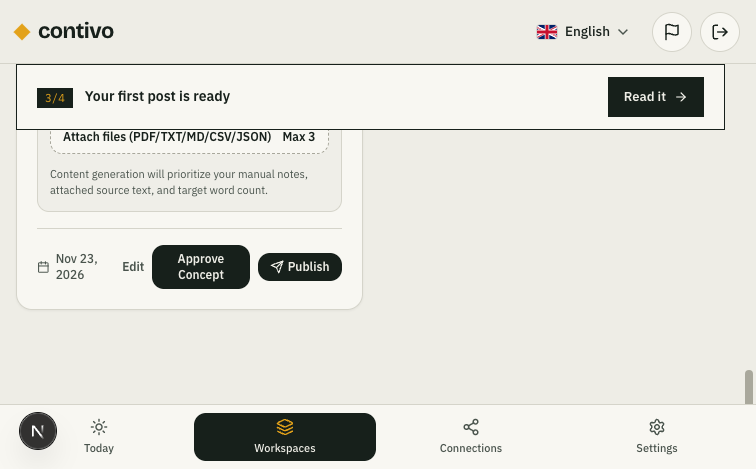 contivo
English
3/4
Your first post is ready
Read it
Attach files (PDF/TXT/MD/CSV/JSON) Max 3
Content generation will prioritize your manual notes,
attached source text, and target word count.
Nov 23,
2026
Edit
Approve
Concept
Publish
N
Today
Workspaces
Connections
Settings